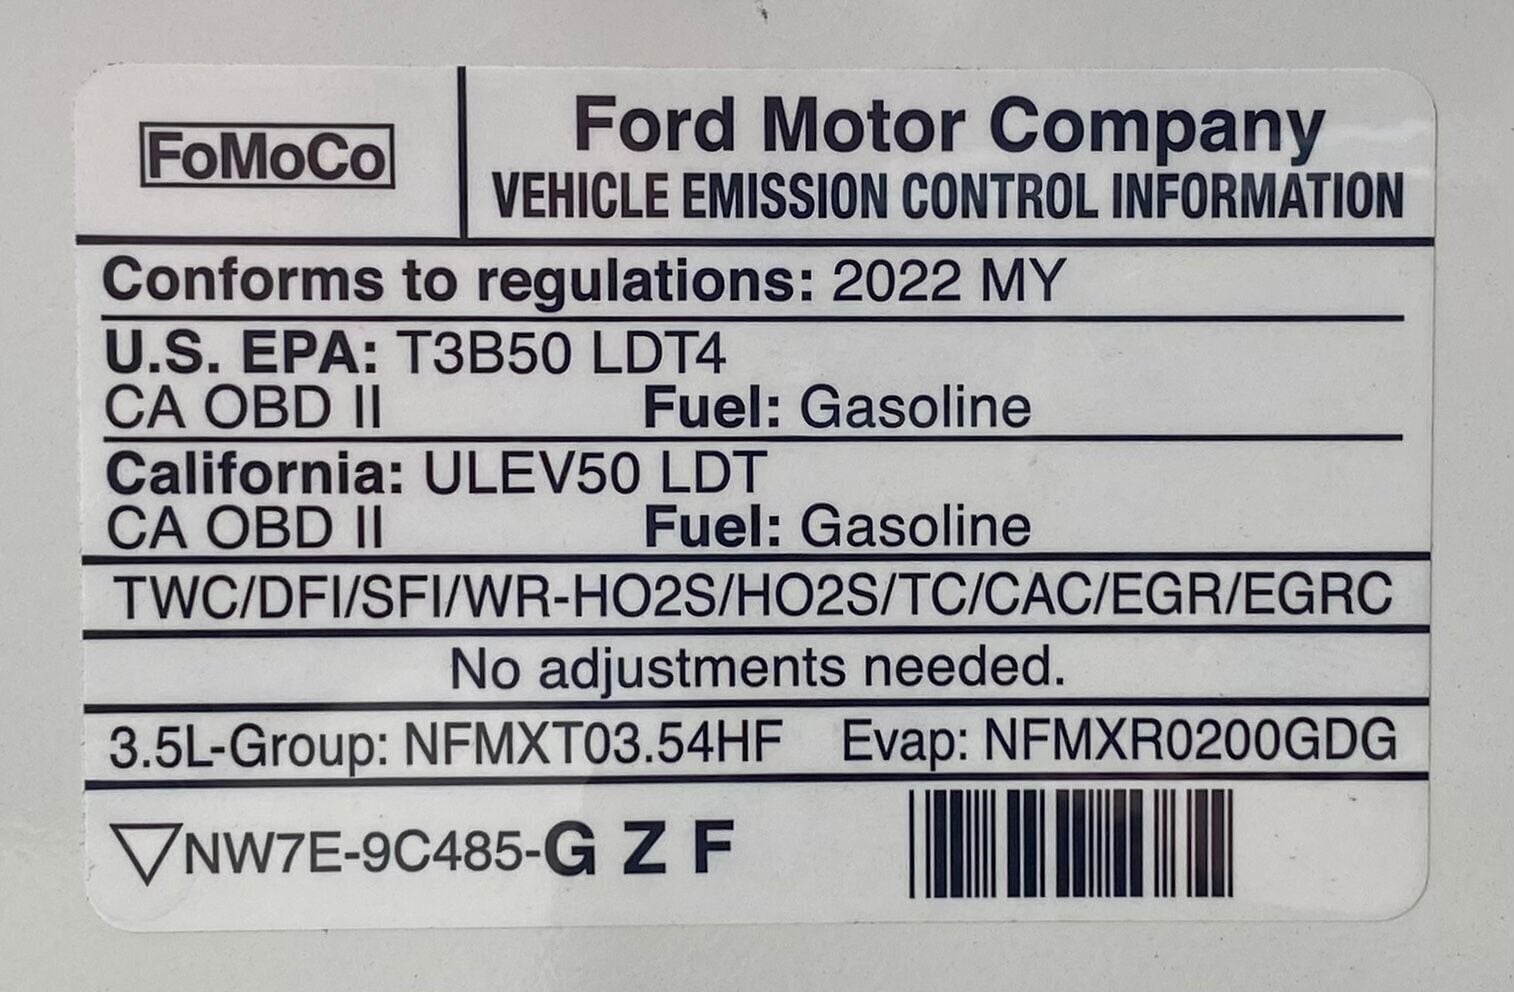 FoMoCo
Ford Motor Company
VEHICLE EMISSION CONTROL INFORMATION
Conforms to regulations: 2022 MY
U.S. EPA: T3B50 LDT4
CA OBD II Fuel: Gasoline
California: ULEV50 LDT
CA OBD II Fuel: Gasoline
TWC/DFI/SFI/WR-HO2S/HO2S/TC/CAC/EGR/EGRC
No adjustments needed.
3.5L-Group: NFMXT03.54HF Evap: NFMXR0200GDG
▽NW7E-9C485-G Z F